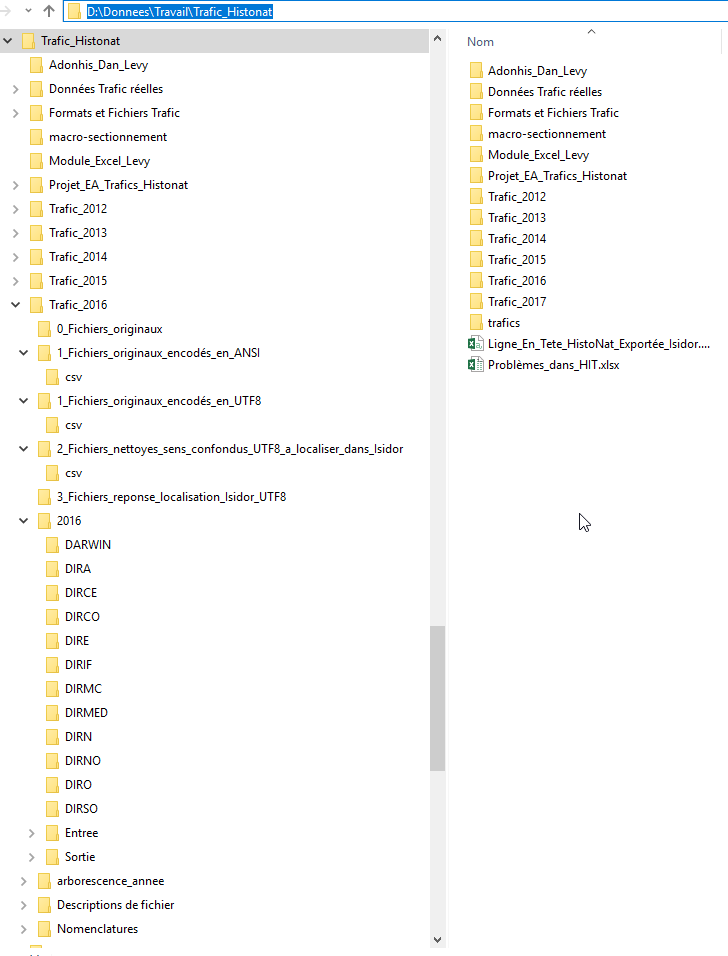 D:\Donnees\Travail\Trafic_Histonat
Trafic_Histonat
Adonhis_Dan_Levy
Données Trafic réelles
Formats et Fichiers Trafic
macro-sectionnement
Module_Excel_Levy
Projet_EA_Trafics_Histonat
Trafic_2012
Trafic_2013
Trafic_2014
Trafic_2015
Trafic_2016
0_Fichiers_originaux
1_Fichiers_originaux_encodés_en_ANSI
csv
1_Fichiers_originaux_encodés_en_UTF8
csv
2_Fichiers_nettoyes_sens_confondus_UTF8_a_localiser_dans_Isidor
csv
3_Fichiers_reponse_localisation_Isidor_UTF8
2016
DARWIN
DIRA
DIRCE
DIRCO
DIRE
DIRIF
DIRMC
DIRMED
DIRN
DIRNO
DIRO
DIRSO
Entree
Sortie
arborescence_annee
Descriptions de fichier
Nomenclatures
Nom
Adonhis_Dan_Levy
Données Trafic réelles
Formats et Fichiers Trafic
macro-sectionnement
Module_Excel_Levy
Projet_EA_Trafics_Histonat
Trafic_2012
Trafic_2013
Trafic_2014
Trafic_2015
Trafic_2016
Trafic_2017
trafics
Ligne_En_Tete_HistoNat_Exportée_Isidor....
Problèmes_dans_HIT.xlsx